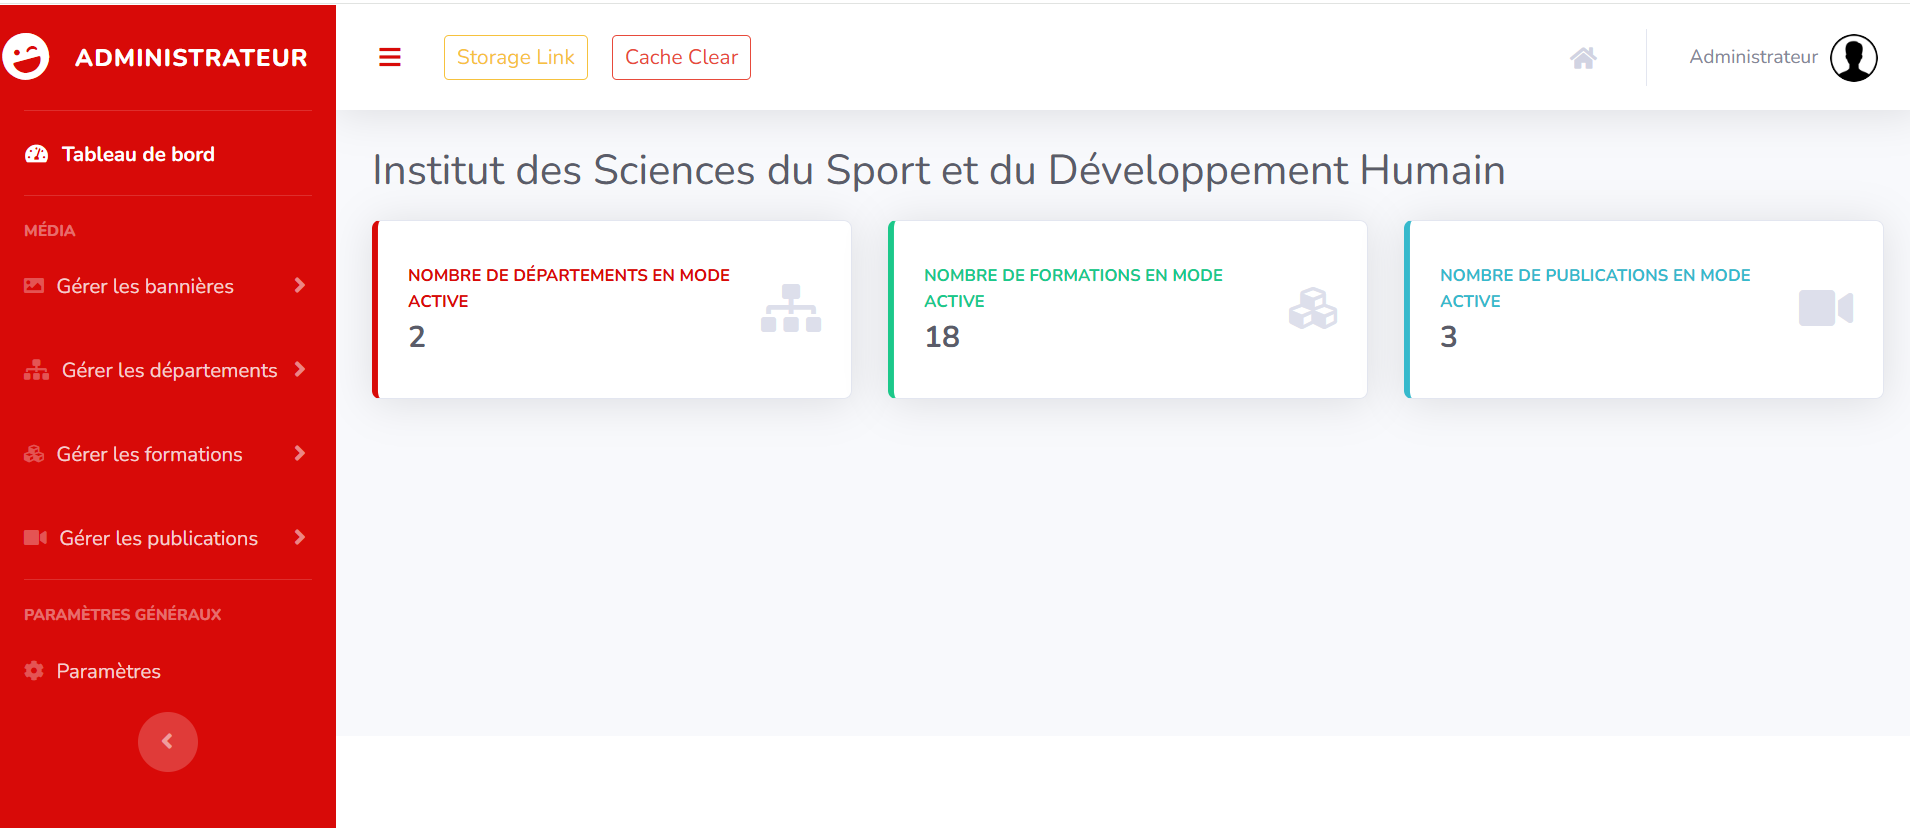 ADMINISTRATEUR
Storage Link
Cache Clear
Administrateur
Tableau de bord
MÉDIA
Gérer les bannières
Gérer les départements
Gérer les formations
Gérer les publications
PARAMÈTRES GÉNÉRAUX
Paramètres
Institut des Sciences du Sport et du Développement Humain
NOMBRE DE DÉPARTEMENTS EN MODE
ACTIVE
2
NOMBRE DE FORMATIONS EN MODE
ACTIVE
18
NOMBRE DE PUBLICATIONS EN MODE
ACTIVE
3